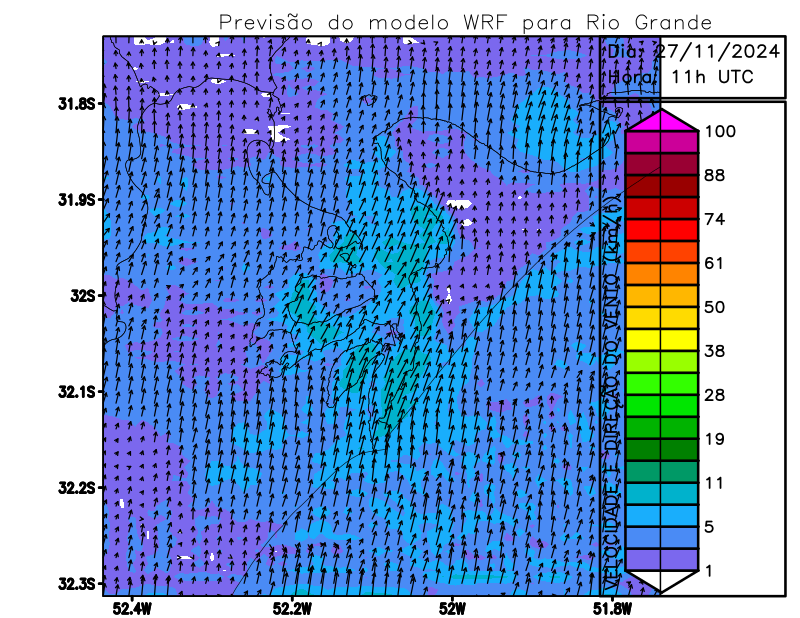 Previsão do modelo WRF para Rio Grande
Dia: 27/11/2024
Hora: 11h UTC
31.8S
31.9S
32S
32.1S
32.2S
32.3S
52.4W
52.2W
52W
51.8W
VELOCIDADE E DIREÇÃO DO VENTO (Km/h)
100
88
74
61
50
38
28
19
11
5
1